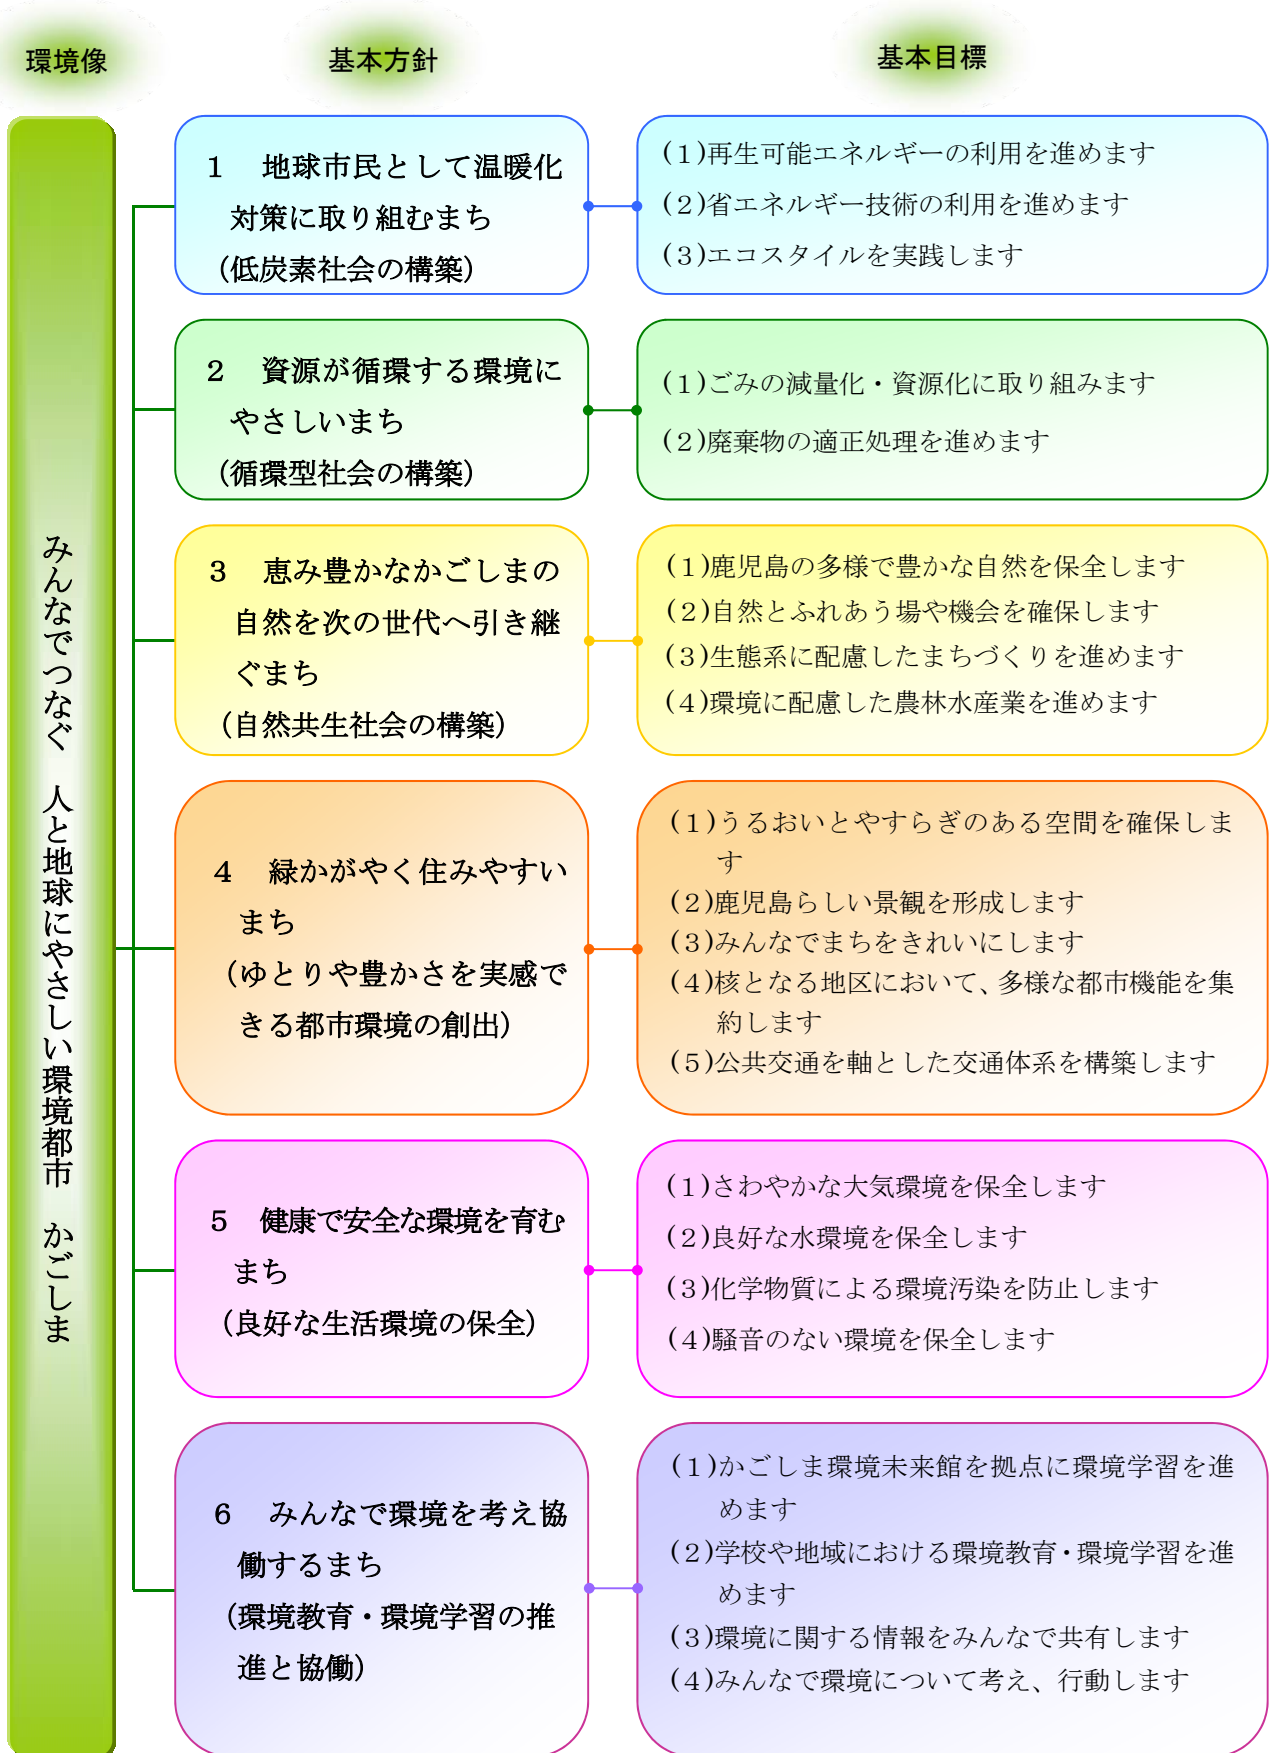 環境像
基本方針
基本目標
みんなでつなぐ　人と地球にやさしい環境都市　かごしま
１　地球市民として温暖化
対策に取り組むまち
（低炭素社会の構築）
(１)再生可能エネルギーの利用を進めます
(２)省エネルギー技術の利用を進めます
(３)エコスタイルを実践します
２　資源が循環する環境に
やさしいまち
（循環型社会の構築）
(１)ごみの減量化・資源化に取り組みます
(２)廃棄物の適正処理を進めます
３　恵み豊かなかごしまの
自然を次の世代へ引き継
ぐまち
（自然共生社会の構築）
(１)鹿児島の多様で豊かな自然を保全します
(２)自然とふれあう場や機会を確保します
(３)生態系に配慮したまちづくりを進めます
(４)環境に配慮した農林水産業を進めます
４　緑かがやく住みやすい
まち
（ゆとりや豊かさを実感で
きる都市環境の創出）
(１)うるおいとやすらぎのある空間を確保しま
す
(２)鹿児島らしい景観を形成します
(３)みんなでまちをきれいにします
(４)核となる地区において、多様な都市機能を集
約します
(５)公共交通を軸とした交通体系を構築します
５　健康で安全な環境を育む
まち
（良好な生活環境の保全）
(１)さわやかな大気環境を保全します
(２)良好な水環境を保全します
(３)化学物質による環境汚染を防止します
(４)騒音のない環境を保全します
６　みんなで環境を考え協
働するまち
（環境教育・環境学習の推
進と協働）
(１)かごしま環境未来館を拠点に環境学習を進
めます
(２)学校や地域における環境教育・環境学習を進
めます
(３)環境に関する情報をみんなで共有します
(４)みんなで環境について考え、行動します